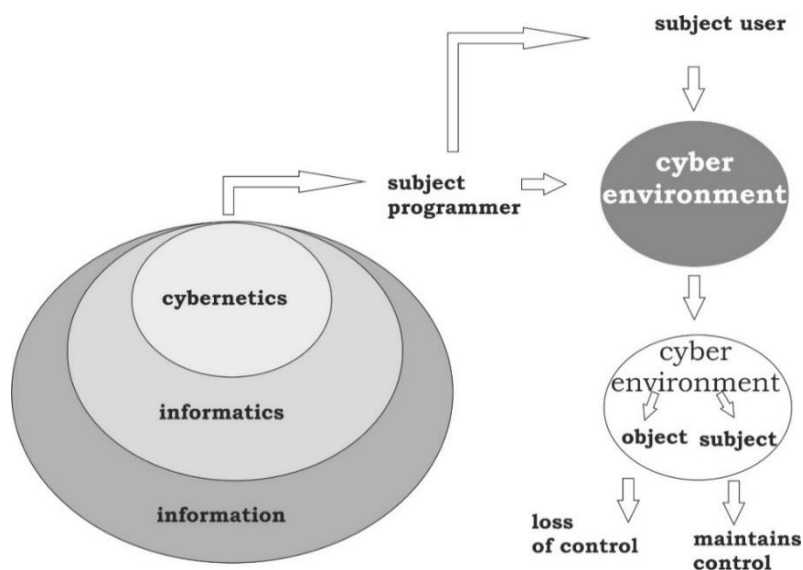 subject user
cyber
environment
subject
programmer
cybernetics
informatics
information
cyber
environment
object subject
loss
of control
maintains
control